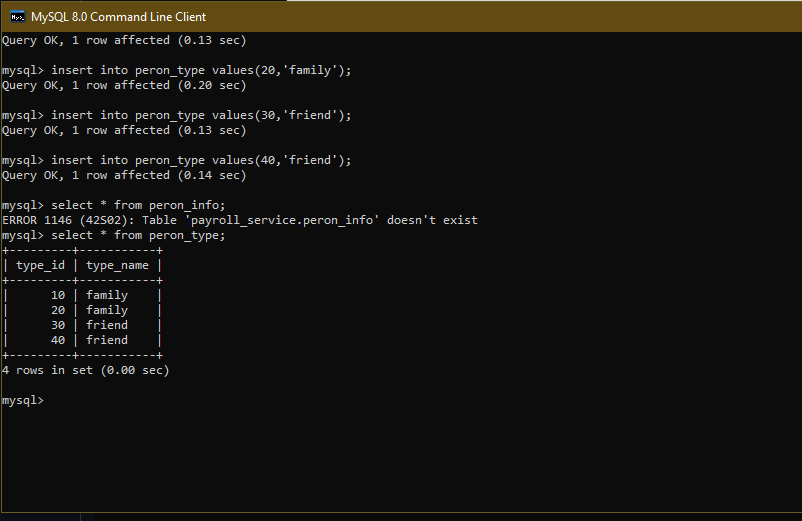 MySQL 8.0 Command Line Client
Query OK, 1 row affected (0.13 sec)
mysql> insert into peron_type values(20,'family');
Query OK, 1 row affected (0.20 sec)
mysql> insert into peron_type values(30,'friend');
Query OK, 1 row affected (0.13 sec)
mysql> insert into peron_type values(40,'friend');
Query OK, 1 row affected (0.14 sec)
mysql> select * from peron_info;
ERROR 1146 (42S02): Table 'payroll_service.peron_info' doesn't exist
mysql> select * from peron_type;
+---------+-----------+
| type_id | type_name |
+---------+-----------+
|      10 | family    |
|      20 | family    |
|      30 | friend    |
|      40 | friend    |
+---------+-----------+
4 rows in set (0.00 sec)
mysql>